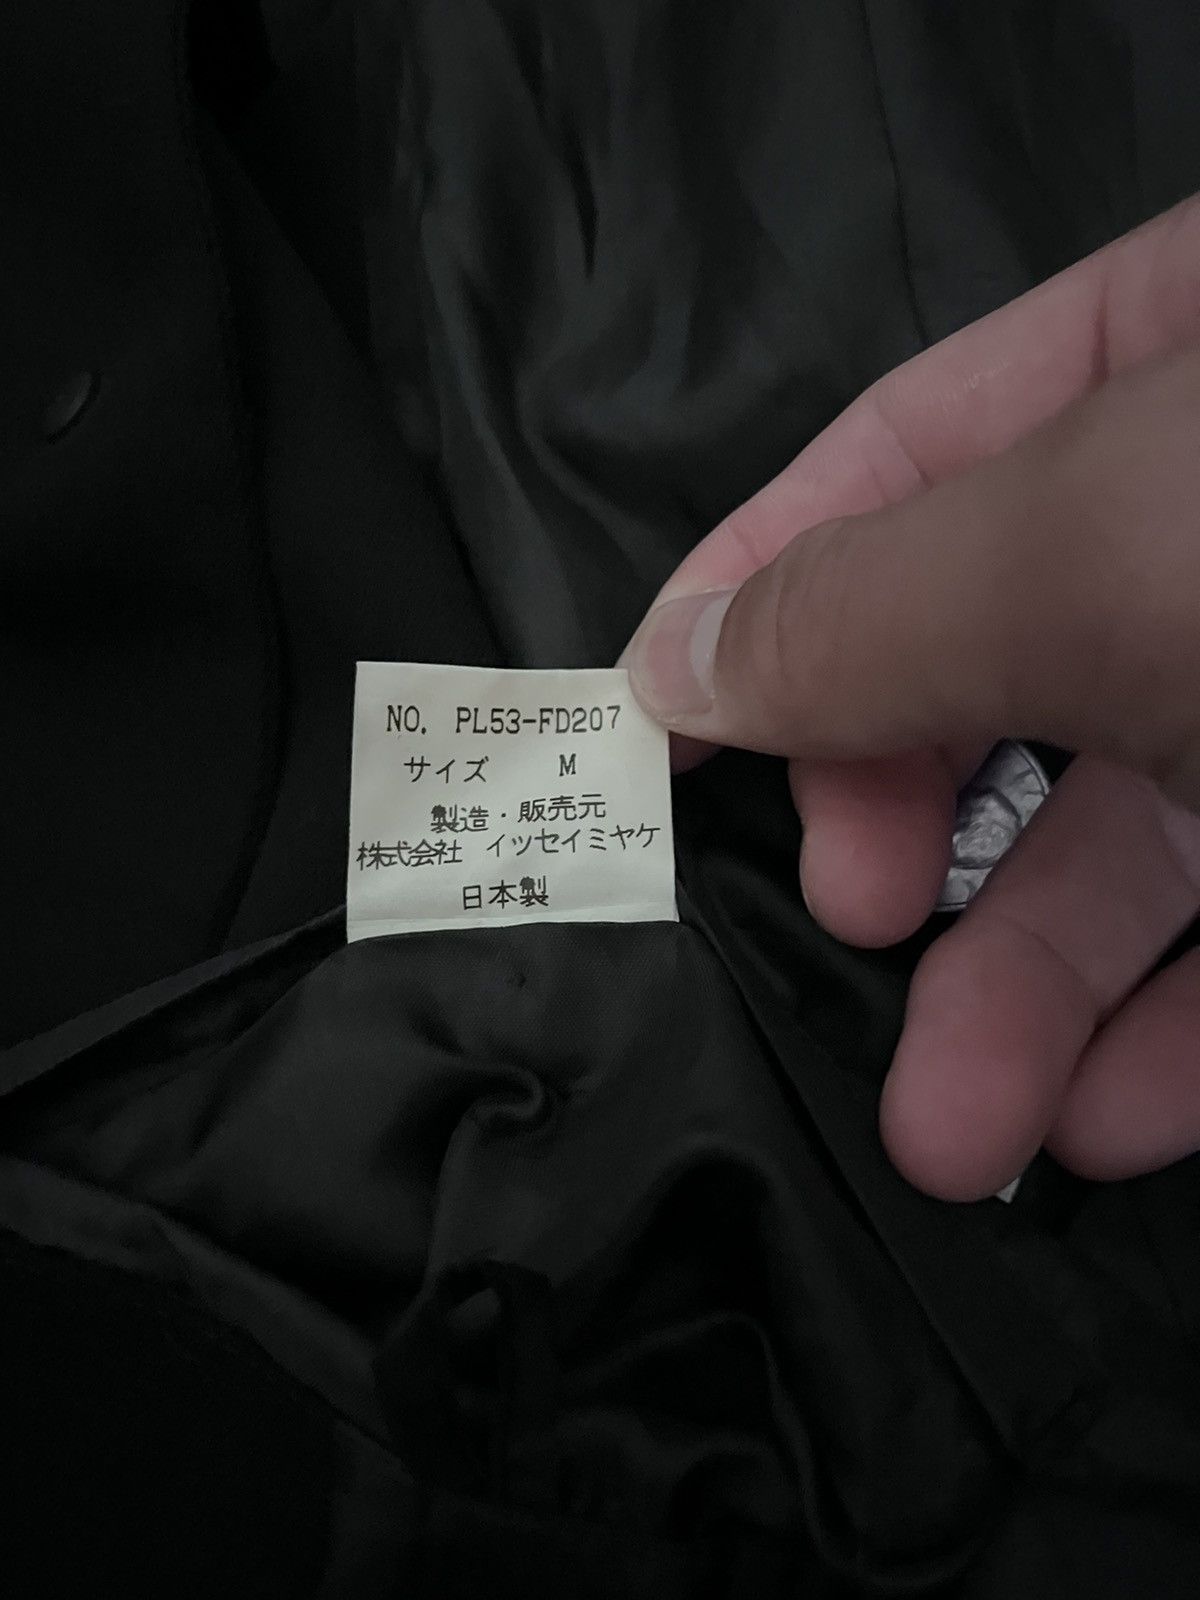 NO. PL53-FD207
サイズ M
製造・販売元
株式会社 イッセイミヤケ
日本製